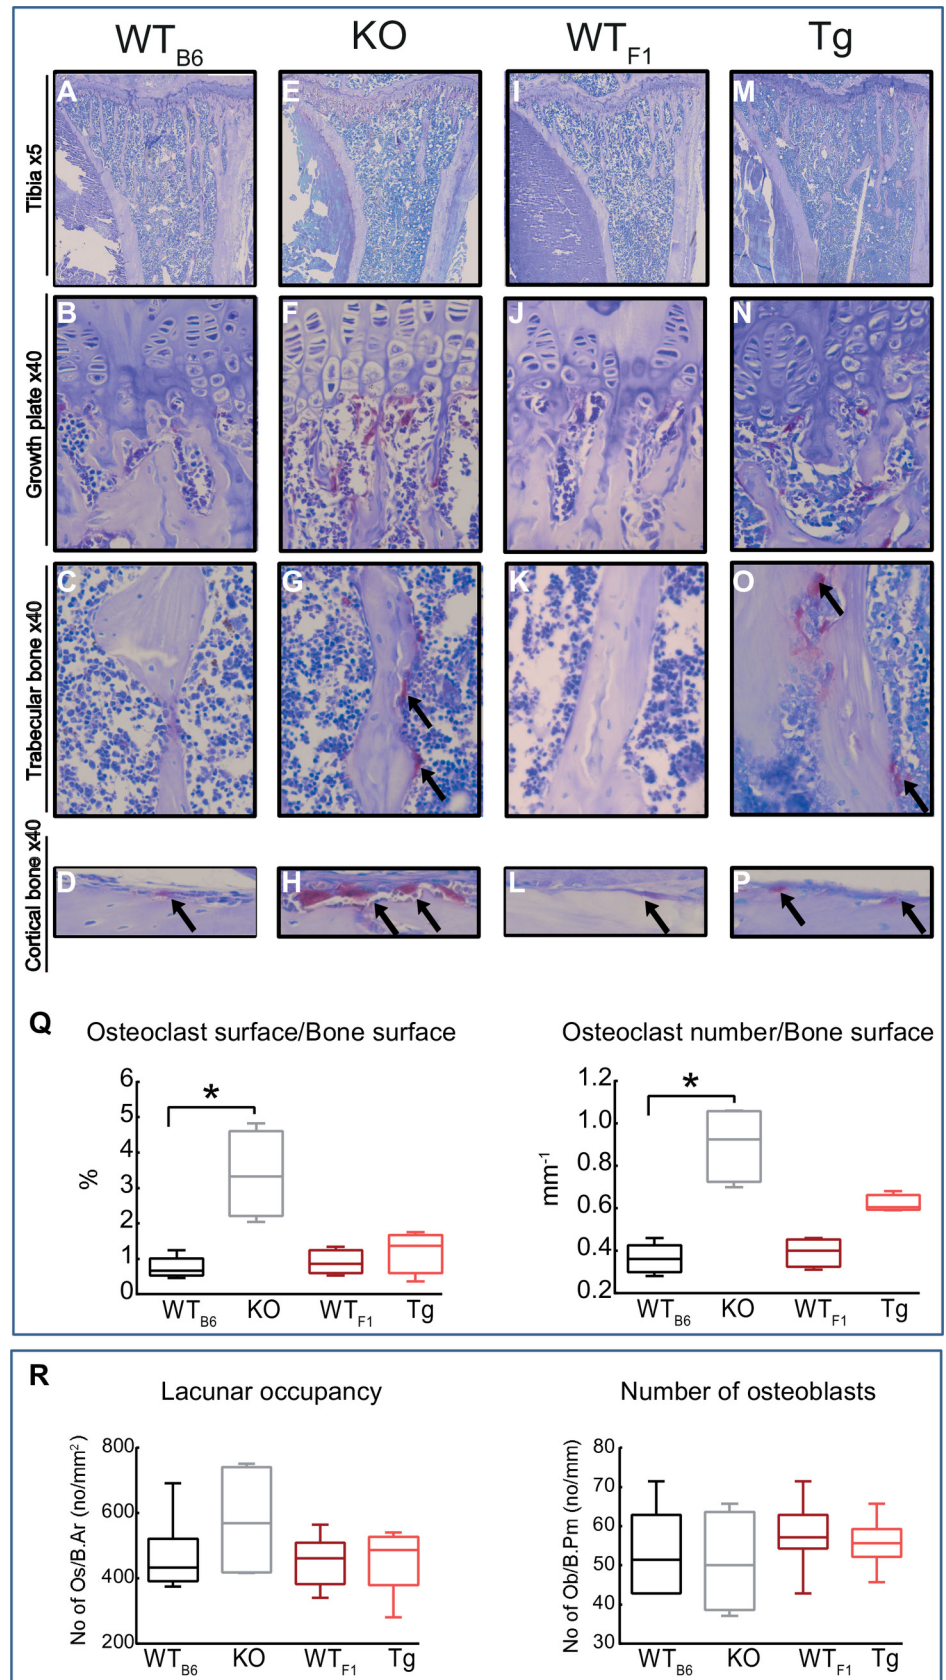 WTB6 KO WTF1 Tg
Tibia x5
A E I M
Growth plate x40
B F J N
Trabecular bone x40
C G K O
Cortical bone x40
D H L P
Q
Osteoclast surface/Bone surface
%
6
5
4
3
2
1
0
*
WTB6 KO WTF1 Tg
Osteoclast number/Bone surface
mm-1
1.2
1.0
0.8
0.6
0.4
0.2
*
WTB6 KO WTF1 Tg
R
Lacunar occupancy
No of Os/B.Ar (no/mm²)
800
600
400
200
WTB6 KO WTF1 Tg
Number of osteoblasts
No of Ob/B.Pm (no/mm)
80
70
60
50
40
30
WTB6 KO WTF1 Tg